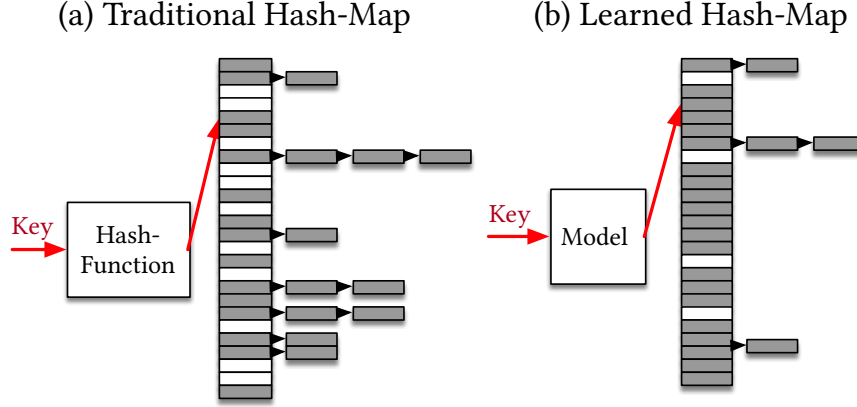 (a) Traditional Hash-Map
(b) Learned Hash-Map
Key
Hash-
Function
Key
Model